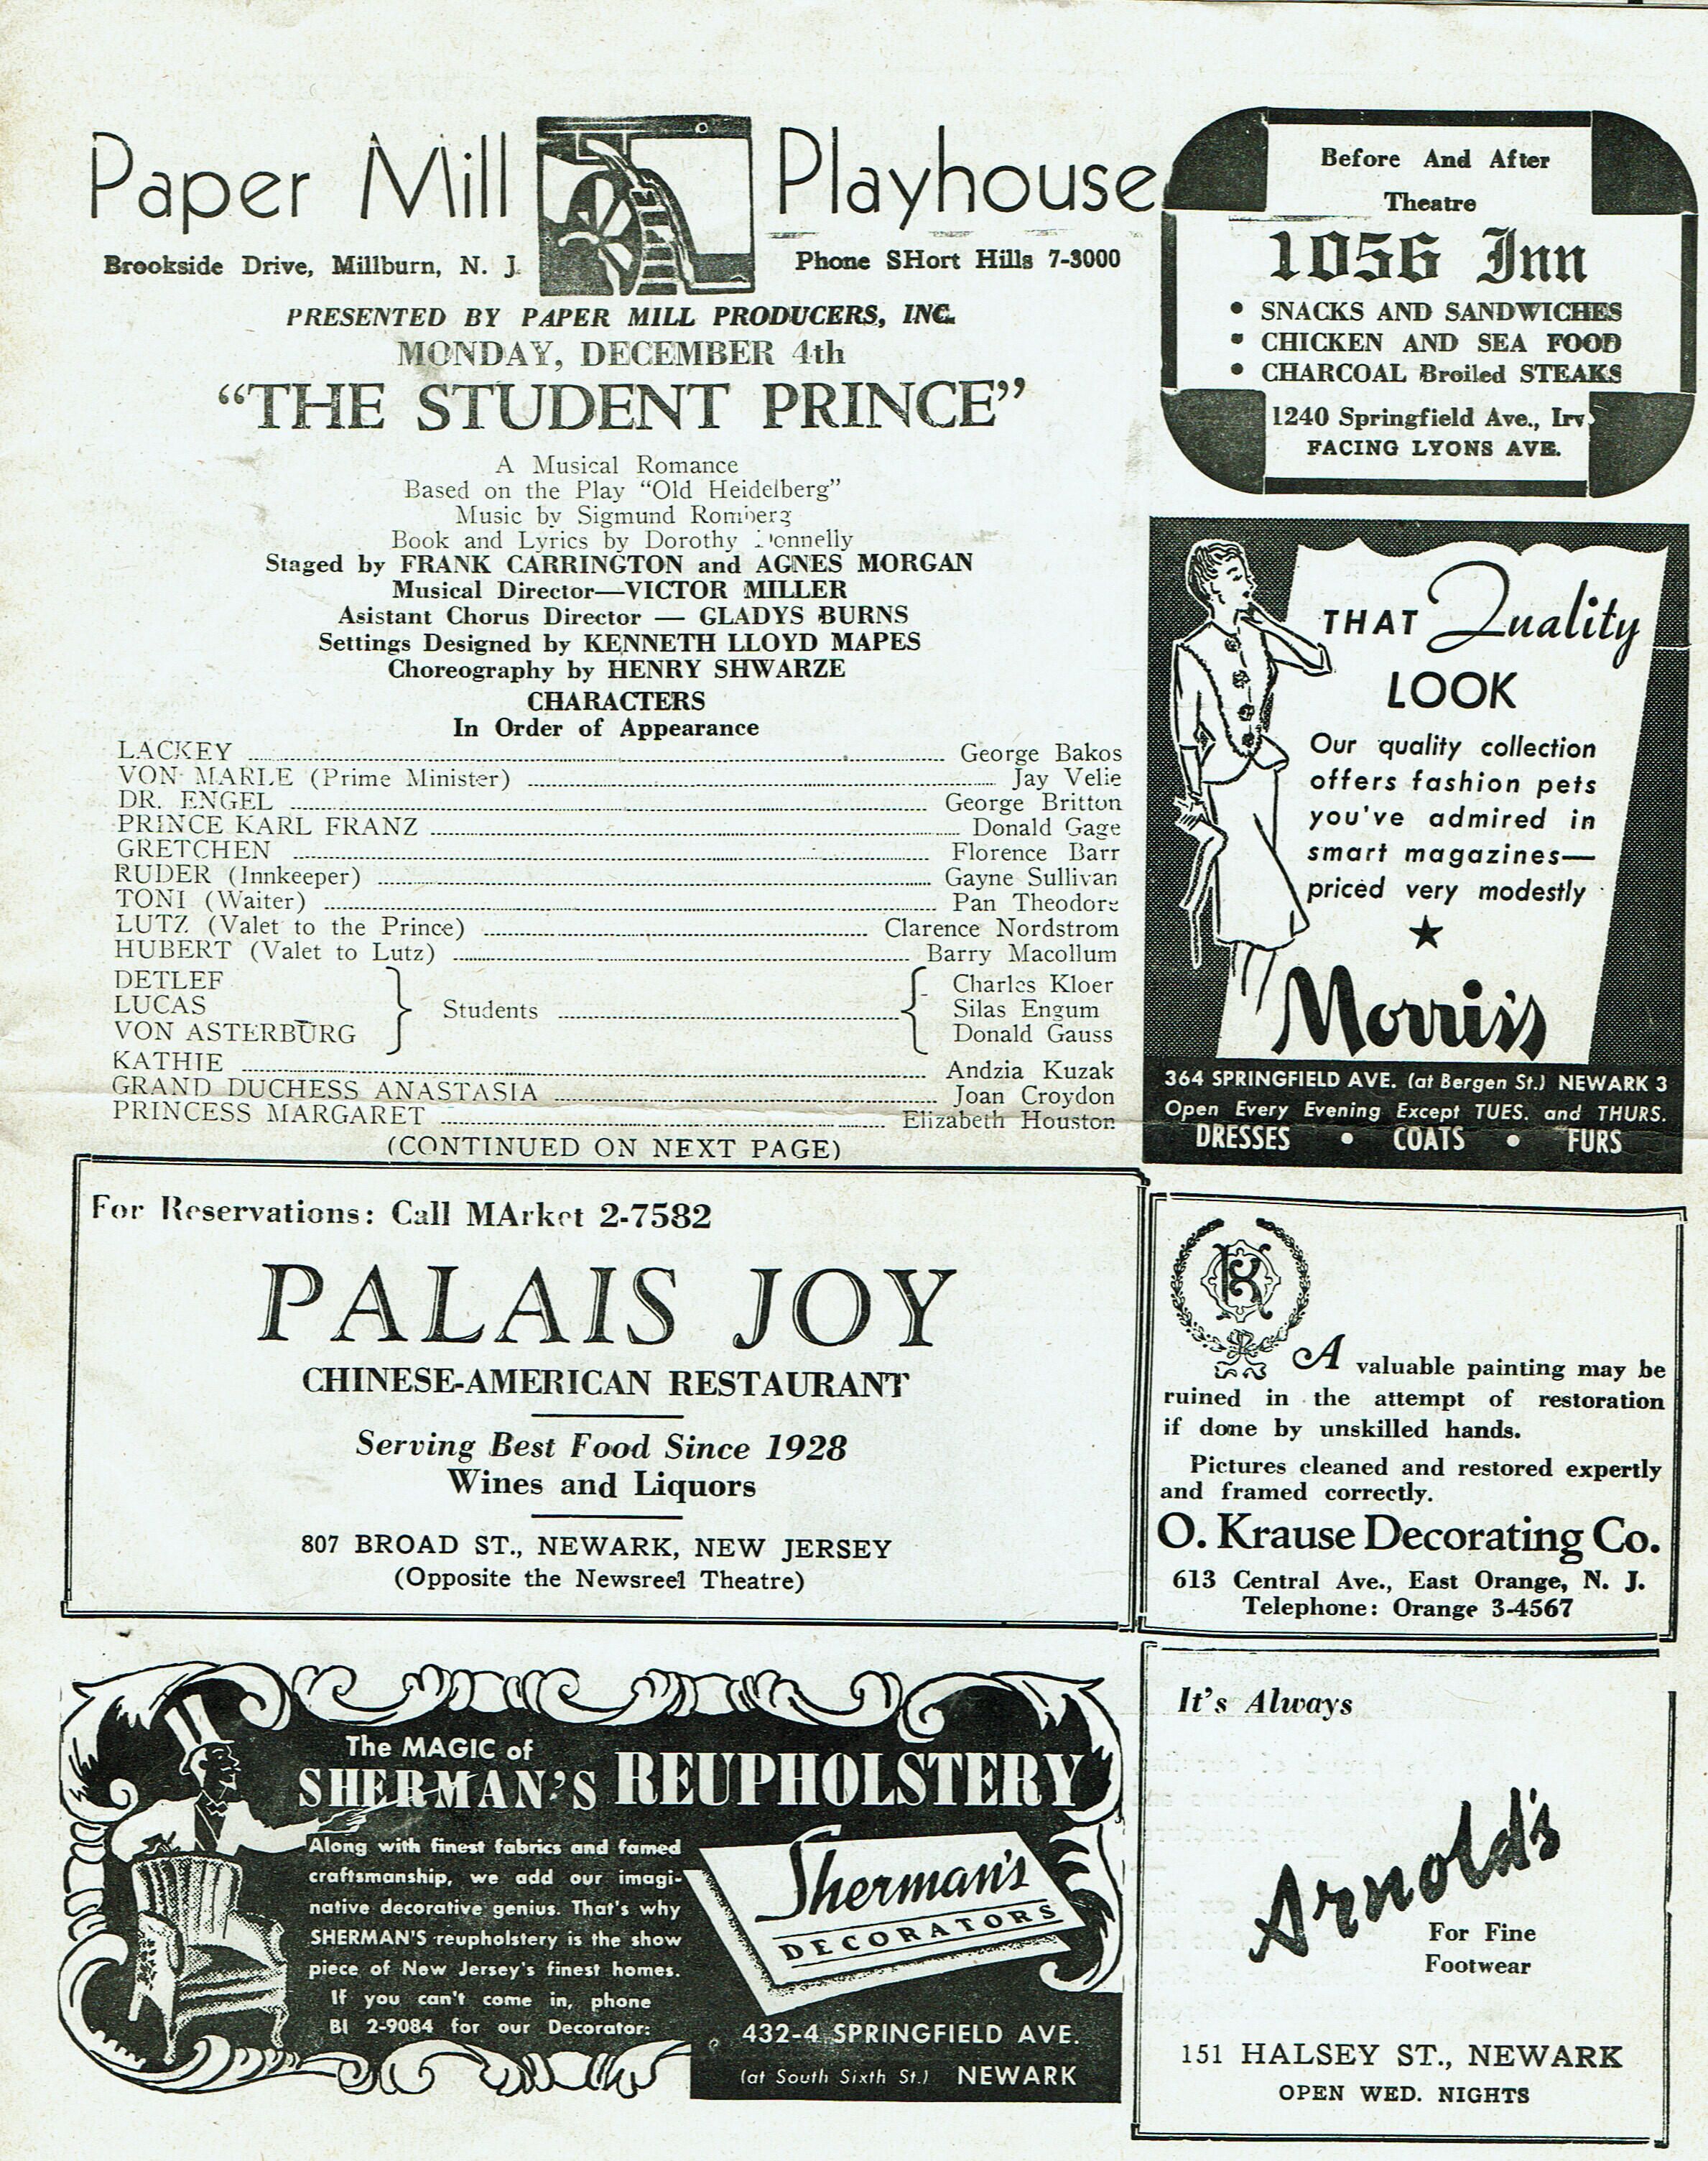 Paper Mill Playhouse
Brookside Drive, Millburn, N. J.
Phone SHort Hills 7-3000
PRESENTED BY PAPER MILL PRODUCERS, INC.
MONDAY, DECEMBER 4th
“THE STUDENT PRINCE”
A Musical Romance
Based on the Play “Old Heidelberg”
Music by Sigmund Romberg
Book and Lyrics by Dorothy Donnelly
Staged by FRANK CARRINGTON and AGNES MORGAN
Musical Director—VICTOR MILLER
Asistant Chorus Director — GLADYS BURNS
Settings Designed by KENNETH LLOYD MAPES
Choreography by HENRY SHWARZE
CHARACTERS
In Order of Appearance
LACKEY George Bakos
VON MARLE (Prime Minister) Jay Velie
DR. ENGEL George Britton
PRINCE KARL FRANZ Donald Gage
GRETCHEN Florence Barr
RUDER (Innkeeper) Gayne Sullivan
TONI (Waiter) Pan Theodore
LUTZ (Valet to the Prince) Clarence Nordstrom
HUBERT (Valet to Lutz) Barry Macollum
DETLEF Charles Kloer
LUCAS Students Silas Engum
VON ASTERBURG Donald Gauss
KATHIE Andzia Kuzak
GRAND DUCHESS ANASTASIA Joan Croydon
PRINCESS MARGARET Elizabeth Houston
(CONTINUED ON NEXT PAGE)
Before And After
Theatre
1056 Inn
• SNACKS AND SANDWICHES
• CHICKEN AND SEA FOOD
• CHARCOAL Broiled STEAKS
1240 Springfield Ave., Irv.
FACING LYONS AVE.
THAT Quality
LOOK
Our quality collection
offers fashion pets
you've admired in
smart magazines—
priced very modestly
★
Morris's
364 SPRINGFIELD AVE. (at Bergen St.) NEWARK 3
Open Every Evening Except TUES. and THURS.
DRESSES • COATS • FURS
For Reservations: Call MArket 2-7582
PALAIS JOY
CHINESE-AMERICAN RESTAURANT
Serving Best Food Since 1928
Wines and Liquors
807 BROAD ST., NEWARK, NEW JERSEY
(Opposite the Newsreel Theatre)
K
A valuable painting may be
ruined in the attempt of restoration
if done by unskilled hands.
Pictures cleaned and restored expertly
and framed correctly.
O. Krause Decorating Co.
613 Central Ave., East Orange, N. J.
Telephone: Orange 3-4567
The MAGIC of
SHERMAN'S REUPHOLSTERY
Along with finest fabrics and famed
craftsmanship, we add our imagi-
native decorative genius. That's why
SHERMAN'S reupholstery is the show
piece of New Jersey's finest homes.
If you can't come in, phone
BI 2-9084 for our Decorator:
Sherman's
DECORATORS
432-4 SPRINGFIELD AVE.
(at South Sixth St.) NEWARK
It's Always
Arnold's
For Fine
Footwear
151 HALSEY ST., NEWARK
OPEN WED. NIGHTS